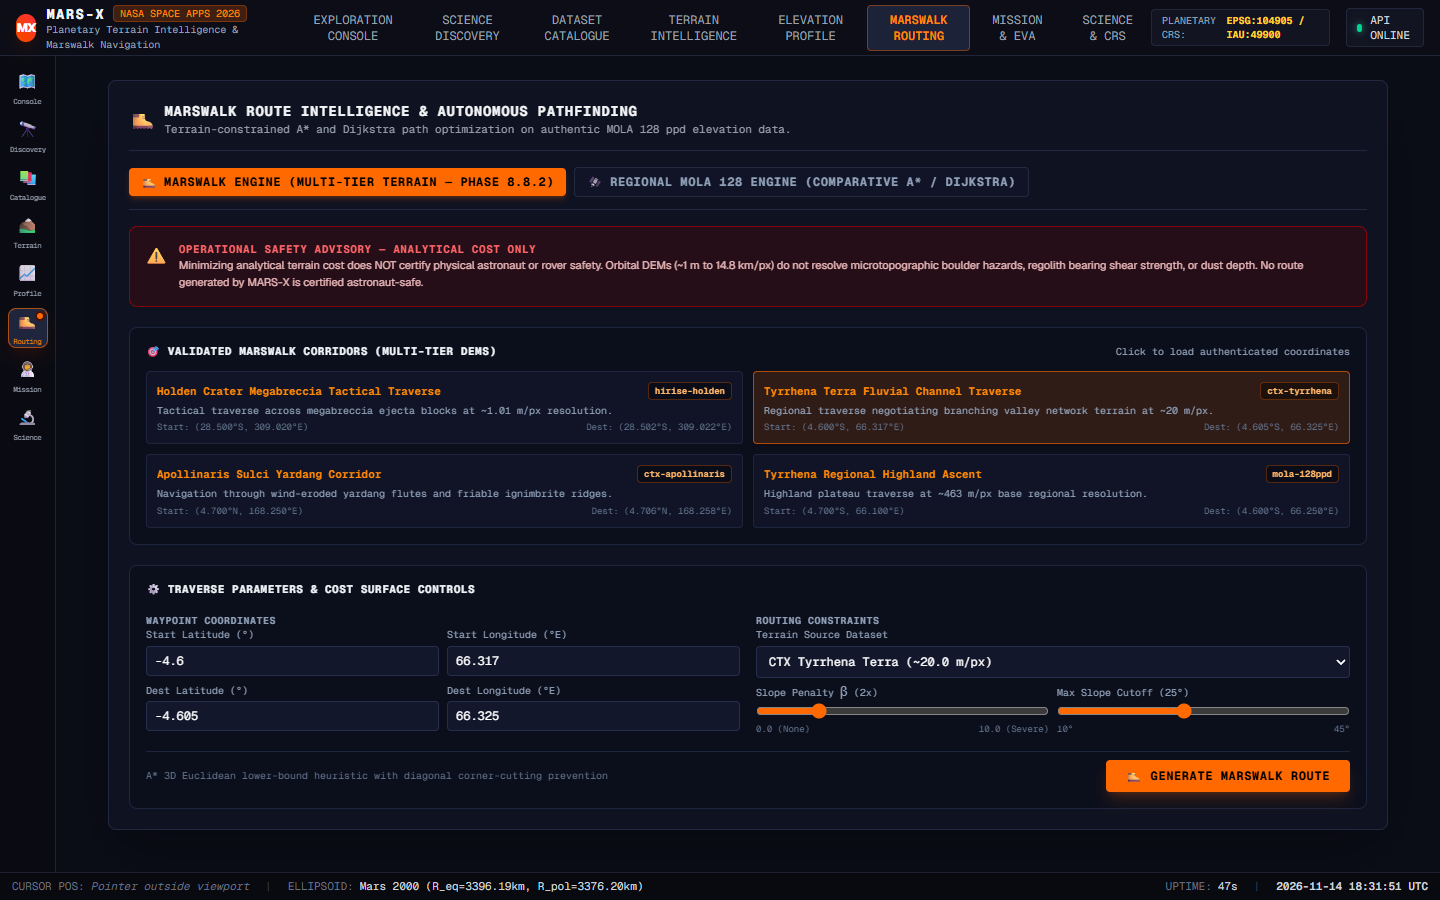 MX
MARS-X NASA SPACE APPS 2026
Planetary Terrain Intelligence &
Marswalk Navigation
EXPLORATION
CONSOLE
SCIENCE
DISCOVERY
DATASET
CATALOGUE
TERRAIN
INTELLIGENCE
ELEVATION
PROFILE
MARSWALK
ROUTING
MISSION
& EVA
SCIENCE
& CRS
PLANETARY
CRS:
EPSG:104905 /
IAU:49900
API
ONLINE
Console
Discovery
Catalogue
Terrain
Profile
Routing
Mission
Science
MARSWALK ROUTE INTELLIGENCE & AUTONOMOUS PATHFINDING
Terrain-constrained A* and Dijkstra path optimization on authentic MOLA 128 ppd elevation data.
MARSWALK ENGINE (MULTI-TIER TERRAIN — PHASE 8.8.2)
REGIONAL MOLA 128 ENGINE (COMPARATIVE A* / DIJKSTRA)
OPERATIONAL SAFETY ADVISORY — ANALYTICAL COST ONLY
Minimizing analytical terrain cost does NOT certify physical astronaut or rover safety. Orbital DEMs (~1 m to 14.8 km/px) do not resolve microtopographic boulder hazards, regolith bearing shear strength, or dust depth. No route
generated by MARS-X is certified astronaut-safe.
VALIDATED MARSWALK CORRIDORS (MULTI-TIER DEMS)
Click to load authenticated coordinates
Holden Crater Megabreccia Tactical Traverse
hirise-holden
Tactical traverse across megabreccia ejecta blocks at ~1.01 m/px resolution.
Start: (28.500°S, 309.020°E)
Dest: (28.502°S, 309.022°E)
Tyrrhena Terra Fluvial Channel Traverse
ctx-tyrrhena
Regional traverse negotiating branching valley network terrain at ~20 m/px.
Start: (4.600°S, 66.317°E)
Dest: (4.605°S, 66.325°E)
Apollinaris Sulci Yardang Corridor
ctx-apollinaris
Navigation through wind-eroded yardang flutes and friable ignimbrite ridges.
Start: (4.700°N, 168.250°E)
Dest: (4.706°N, 168.258°E)
Tyrrhena Regional Highland Ascent
mola-128ppd
Highland plateau traverse at ~463 m/px base regional resolution.
Start: (4.700°S, 66.100°E)
Dest: (4.600°S, 66.250°E)
TRAVERSE PARAMETERS & COST SURFACE CONTROLS
WAYPOINT COORDINATES
Start Latitude (°)
Start Longitude (°E)
-4.6
66.317
Dest Latitude (°)
Dest Longitude (°E)
-4.605
66.325
ROUTING CONSTRAINTS
Terrain Source Dataset
CTX Tyrrhena Terra (~20.0 m/px)
Slope Penalty β (2x)
Max Slope Cutoff (25°)
0.0 (None)
10.0 (Severe)
10°
45°
A* 3D Euclidean lower-bound heuristic with diagonal corner-cutting prevention
GENERATE MARSWALK ROUTE
CURSOR POS: Pointer outside viewport | ELLIPSOID: Mars 2000 (R_eq=3396.19km, R_pol=3376.20km)
UPTIME: 47s | 2026-11-14 18:31:51 UTC